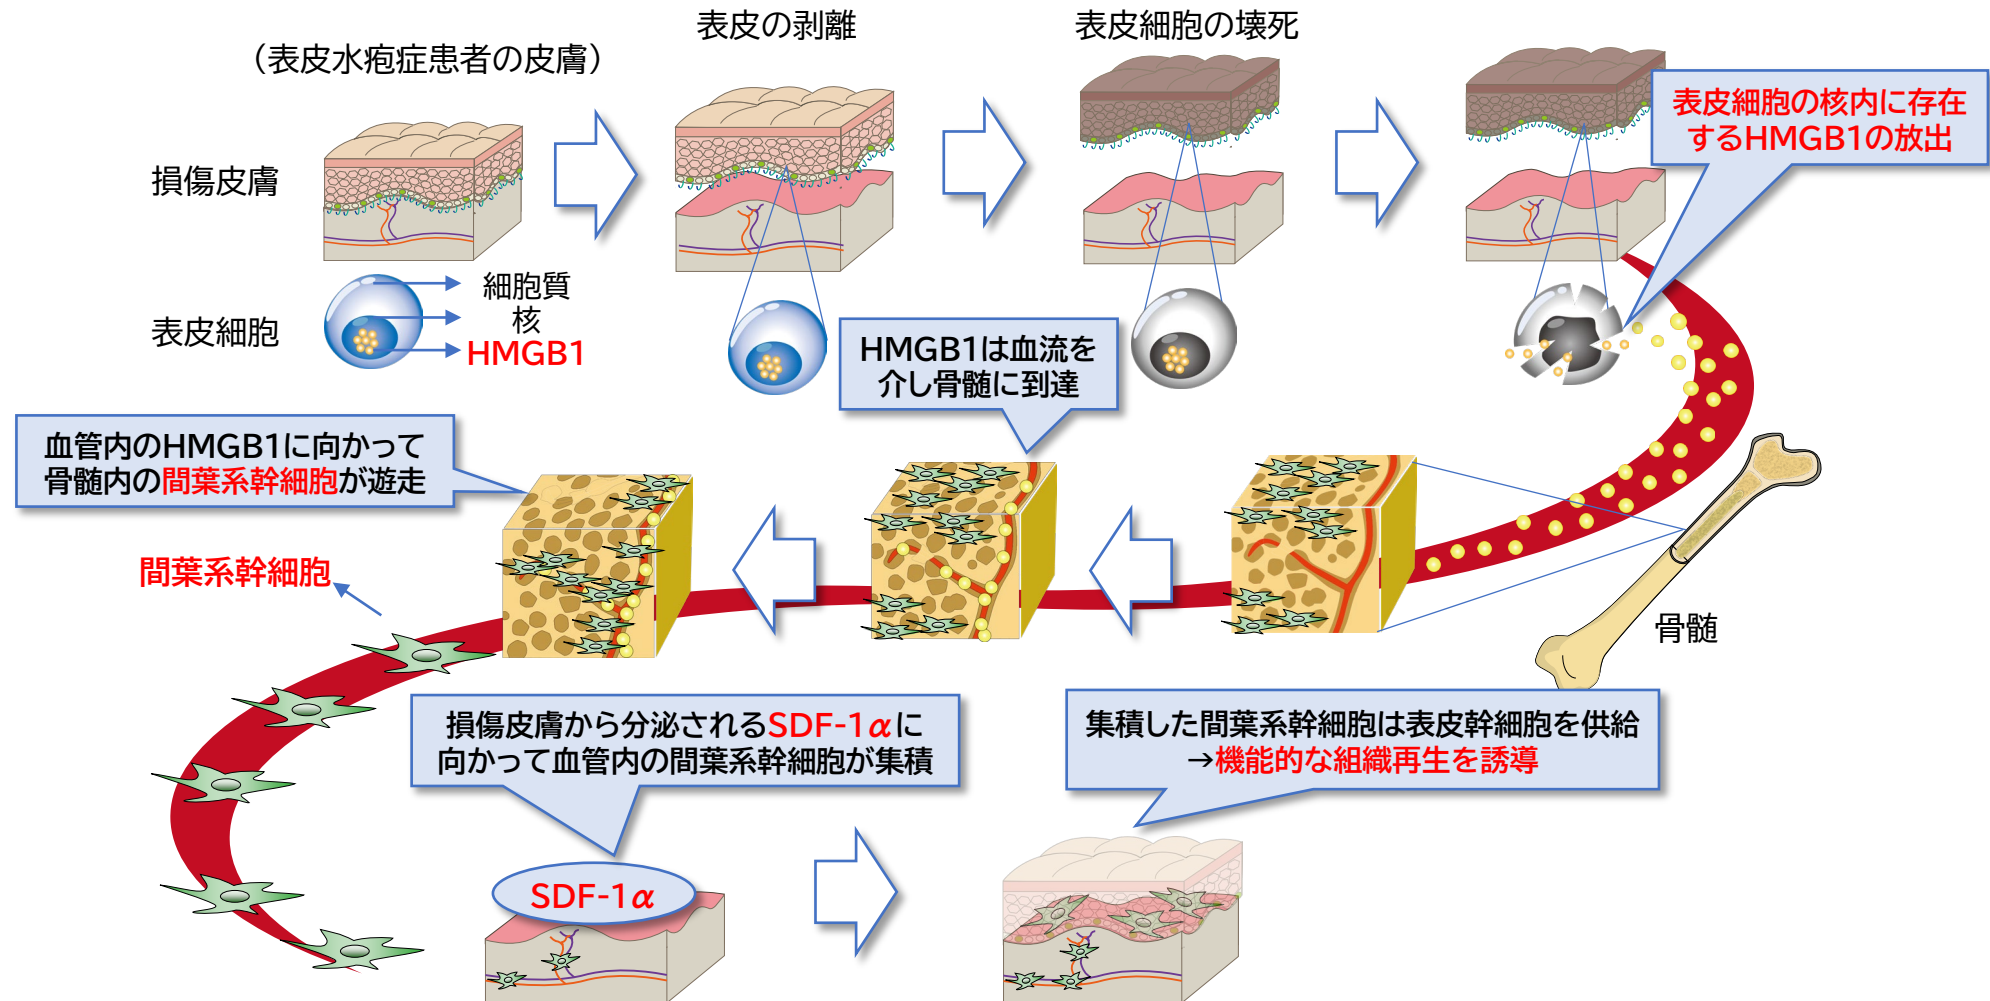 表皮の剥離
表皮細胞の壊死
（表皮水疱症患者の皮膚）
表皮細胞の核内に存在
するHMGB1の放出
損傷皮膚
細胞質
核
HMGB1
表皮細胞
HMGB1は血流を
介し骨髄に到達
血管内のHMGB1に向かって
骨髄内の間葉系幹細胞が遊走
間葉系幹細胞
骨髄
損傷皮膚から分泌されるSDF-1αに
向かって血管内の間葉系幹細胞が集積
集積した間葉系幹細胞は表皮幹細胞を供給
→機能的な組織再生を誘導
SDF-1α